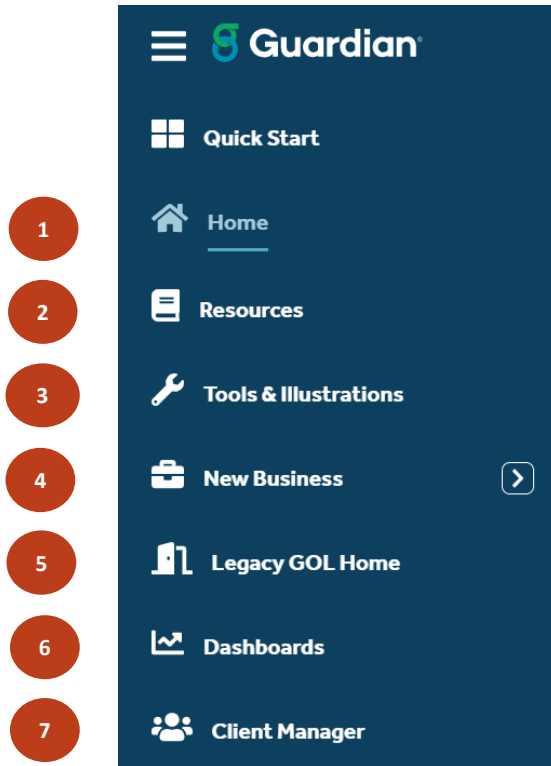 Guardian
Quick Start
1 Home
2 Resources
3 Tools & Illustrations
4 New Business
5 Legacy GOL Home
6 Dashboards
7 Client Manager